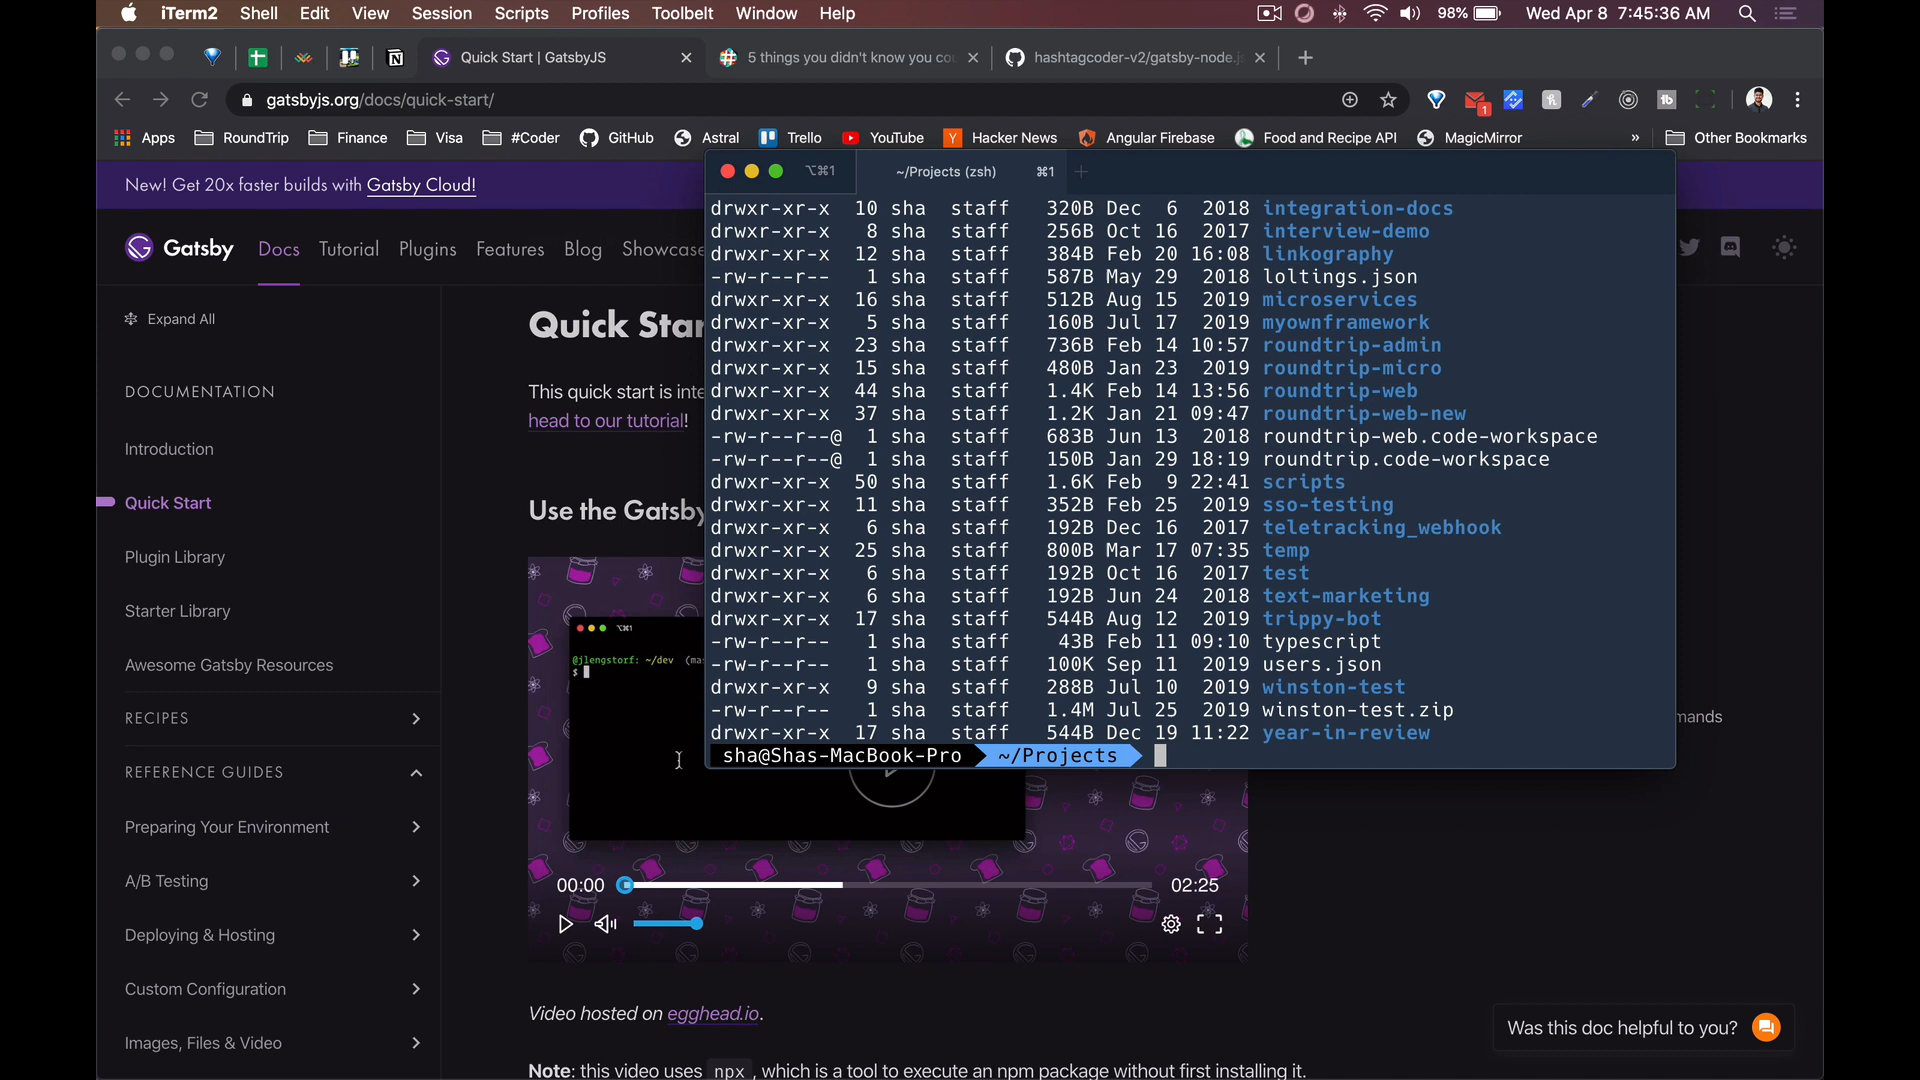 iTerm2 Shell Edit View Session Scripts Profiles Toolbelt Window Help 98% Wed Apr 8 7:45:36 AM
Quick Start | GatsbyJS
5 things you didn't know you cou
hashtagcoder-v2/gatsby-node.js
gatsbyjs.org/docs/quick-start/
1
Apps RoundTrip Finance Visa #Coder GitHub Astral Trello YouTube Hacker News Angular Firebase Food and Recipe API MagicMirror » Other Bookmarks
New! Get 20x faster builds with Gatsby Cloud!
Gatsby Docs Tutorial Plugins Features Blog Showcase
Expand All
DOCUMENTATION
Introduction
Quick Start
Plugin Library
Starter Library
Awesome Gatsby Resources
RECIPES
REFERENCE GUIDES
Preparing Your Environment
A/B Testing
Deploying & Hosting
Custom Configuration
Images, Files & Video
Quick Star
This quick start is inte
head to our tutorial!
Use the Gatsby
⌥⌘1
@jlengstorf: ~/dev (mas
$
00:00 02:25
Video hosted on egghead.io.
Note: this video uses npx, which is a tool to execute an npm package without first installing it.
mands
Was this doc helpful to you?
⌥⌘1 ~/Projects (zsh) ⌘1 +
drwxr-xr-x 10 sha staff 320B Dec 6 2018 integration-docs
drwxr-xr-x 8 sha staff 256B Oct 16 2017 interview-demo
drwxr-xr-x 12 sha staff 384B Feb 20 16:08 linkography
-rw-r--r-- 1 sha staff 587B May 29 2018 loltings.json
drwxr-xr-x 16 sha staff 512B Aug 15 2019 microservices
drwxr-xr-x 5 sha staff 160B Jul 17 2019 myownframework
drwxr-xr-x 23 sha staff 736B Feb 14 10:57 roundtrip-admin
drwxr-xr-x 15 sha staff 480B Jan 23 2019 roundtrip-micro
drwxr-xr-x 44 sha staff 1.4K Feb 14 13:56 roundtrip-web
drwxr-xr-x 37 sha staff 1.2K Jan 21 09:47 roundtrip-web-new
-rw-r--r--@ 1 sha staff 683B Jun 13 2018 roundtrip-web.code-workspace
-rw-r--r--@ 1 sha staff 150B Jan 29 18:19 roundtrip.code-workspace
drwxr-xr-x 50 sha staff 1.6K Feb 9 22:41 scripts
drwxr-xr-x 11 sha staff 352B Feb 25 2019 sso-testing
drwxr-xr-x 6 sha staff 192B Dec 16 2017 teletracking_webhook
drwxr-xr-x 25 sha staff 800B Mar 17 07:35 temp
drwxr-xr-x 6 sha staff 192B Oct 16 2017 test
drwxr-xr-x 6 sha staff 192B Jun 24 2018 text-marketing
drwxr-xr-x 17 sha staff 544B Aug 12 2019 trippy-bot
-rw-r--r-- 1 sha staff 43B Feb 11 09:10 typescript
-rw-r--r-- 1 sha staff 100K Sep 11 2019 users.json
drwxr-xr-x 9 sha staff 288B Jul 10 2019 winston-test
-rw-r--r-- 1 sha staff 1.4M Jul 25 2019 winston-test.zip
drwxr-xr-x 17 sha staff 544B Dec 19 11:22 year-in-review
sha@Shas-MacBook-Pro ~/Projects